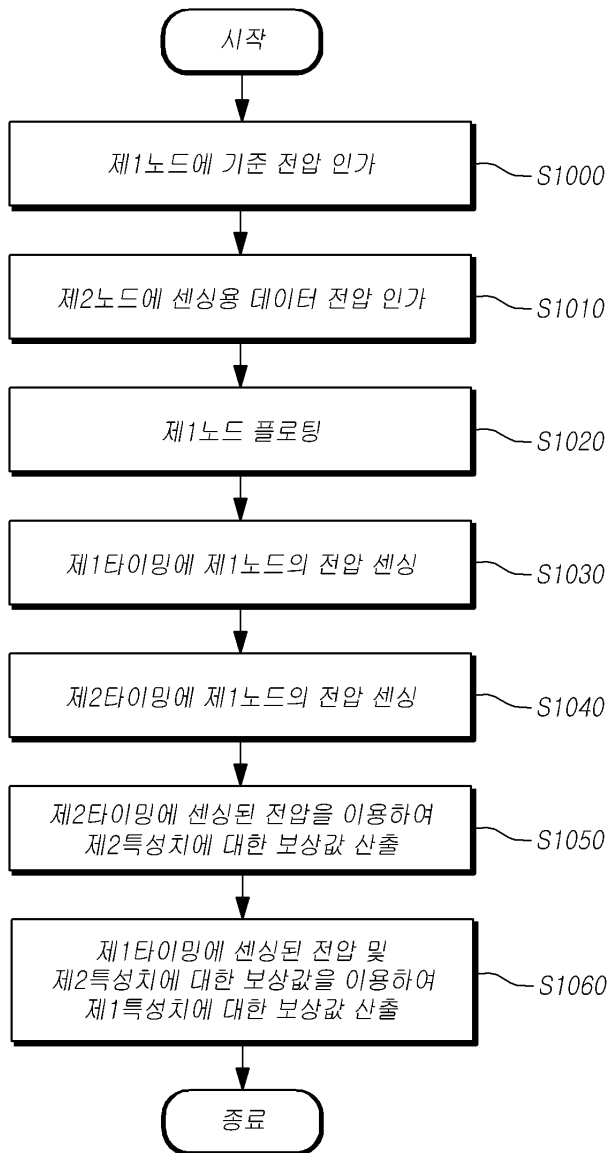 시작
제1노드에 기준 전압 인가
S1000
제2노드에 센싱용 데이터 전압 인가
S1010
제1노드 플로팅
S1020
제1타이밍에 제1노드의 전압 센싱
S1030
제2타이밍에 제1노드의 전압 센싱
S1040
제2타이밍에 센싱된 전압을 이용하여
제2특성치에 대한 보상값 산출
S1050
제1타이밍에 센싱된 전압 및
제2특성치에 대한 보상값을 이용하여
제1특성치에 대한 보상값 산출
S1060
종료